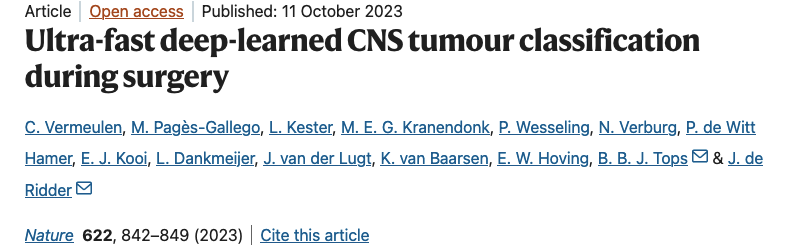 Article | Open access | Published: 11 October 2023
Ultra-fast deep-learned CNS tumour classification
during surgery
C. Vermeulen, M. Pagès-Gallego, L. Kester, M. E. G. Kranendonk, P. Wesseling, N. Verburg, P. de Witt
Hamer, E. J. Kooi, L. Dankmeijer, J. van der Lugt, K. van Baarsen, E. W. Hoving, B. B. J. Tops & J. de
Ridder
Nature 622, 842–849 (2023) | Cite this article